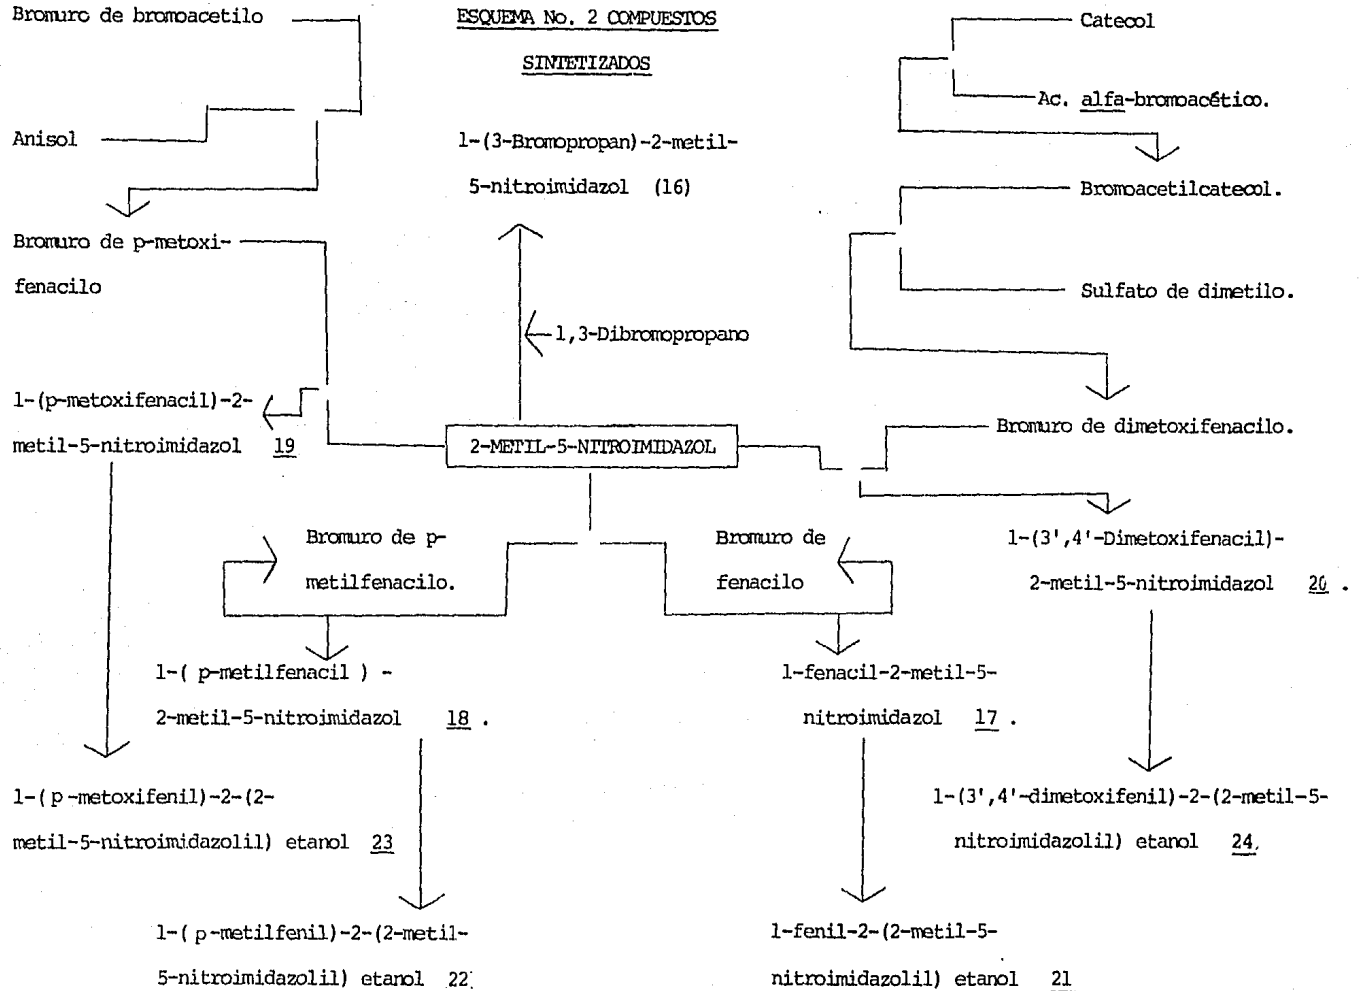 ESQUEMA No. 2 COMPUESTOS
SINTETIZADOS
Bromuro de bromoacetilo
Anisol
Bromuro de p-metoxi-
fenacilo
1-(p-metoxifenacil)-2-
metil-5-nitroimidazol 19
1-(3-Bromopropan)-2-metil-
5-nitroimidazol (16)
1,3-Dibromopropano
2-METIL-5-NITROIMIDAZOL
Catecol
Ac. alfa-bromoacético.
Bromoacetilcatecol.
Sulfato de dimetilo.
Bromuro de dimetoxifenacilo.
Bromuro de p-
metilfenacilo.
Bromuro de
fenacilo
1-(3',4'-Dimetoxifenacil)-
2-metil-5-nitroimidazol 20 .
1-( p-metilfenacil ) -
2-metil-5-nitroimidazol 18 .
1-fenacil-2-metil-5-
nitroimidazol 17 .
1-( p-metoxifenil)-2-(2-
metil-5-nitroimidazolil) etanol 23
1-(3',4'-dimetoxifenil)-2-(2-metil-5-
nitroimidazolil) etanol 24.
1-( p-metilfenil)-2-(2-metil-
5-nitroimidazolil) etanol 22.
1-fenil-2-(2-metil-5-
nitroimidazolil) etanol 21